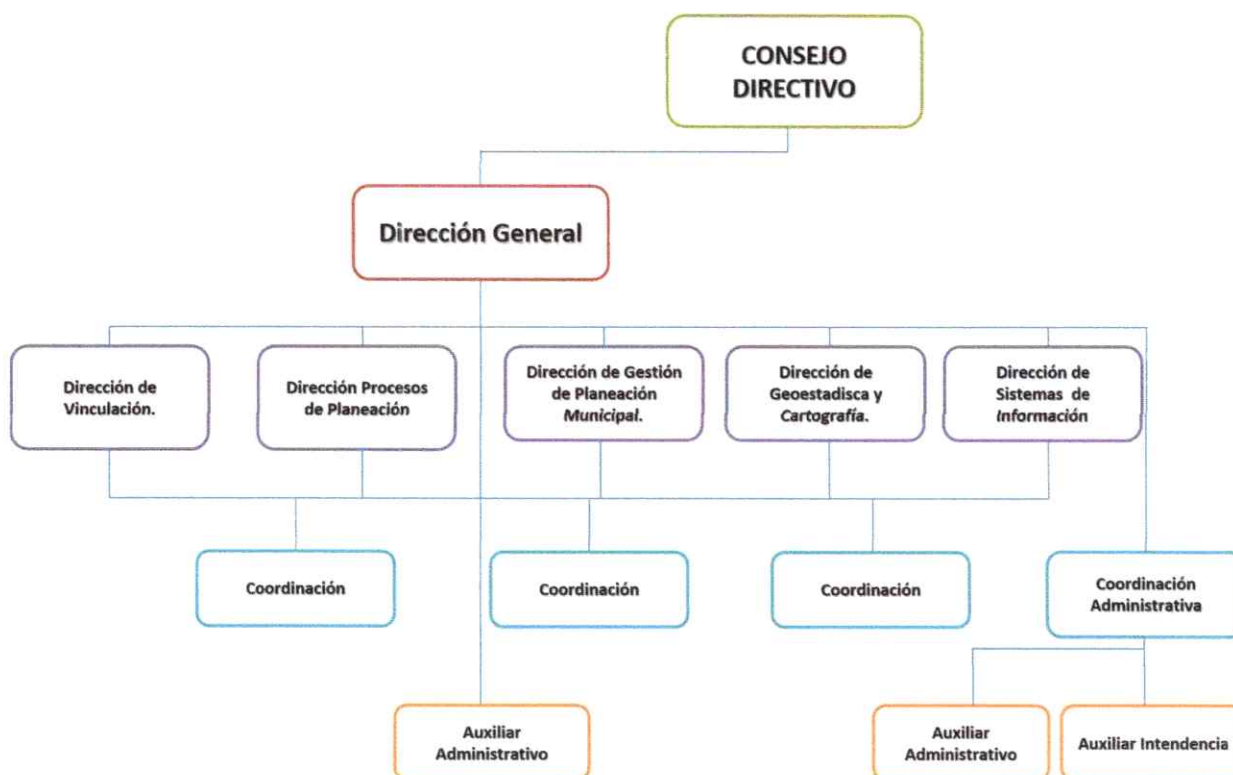 CONSEJO
DIRECTIVO
Dirección General
Dirección de
Vinculación.
Dirección Procesos
de Planeación
Dirección de Gestión
de Planeación
Municipal.
Dirección de
Geoestadisca y
Cartografía.
Dirección de
Sistemas de
Información
Coordinación
Coordinación
Coordinación
Coordinación
Administrativa
Auxiliar
Administrativo
Auxiliar
Administrativo
Auxiliar Intendencia